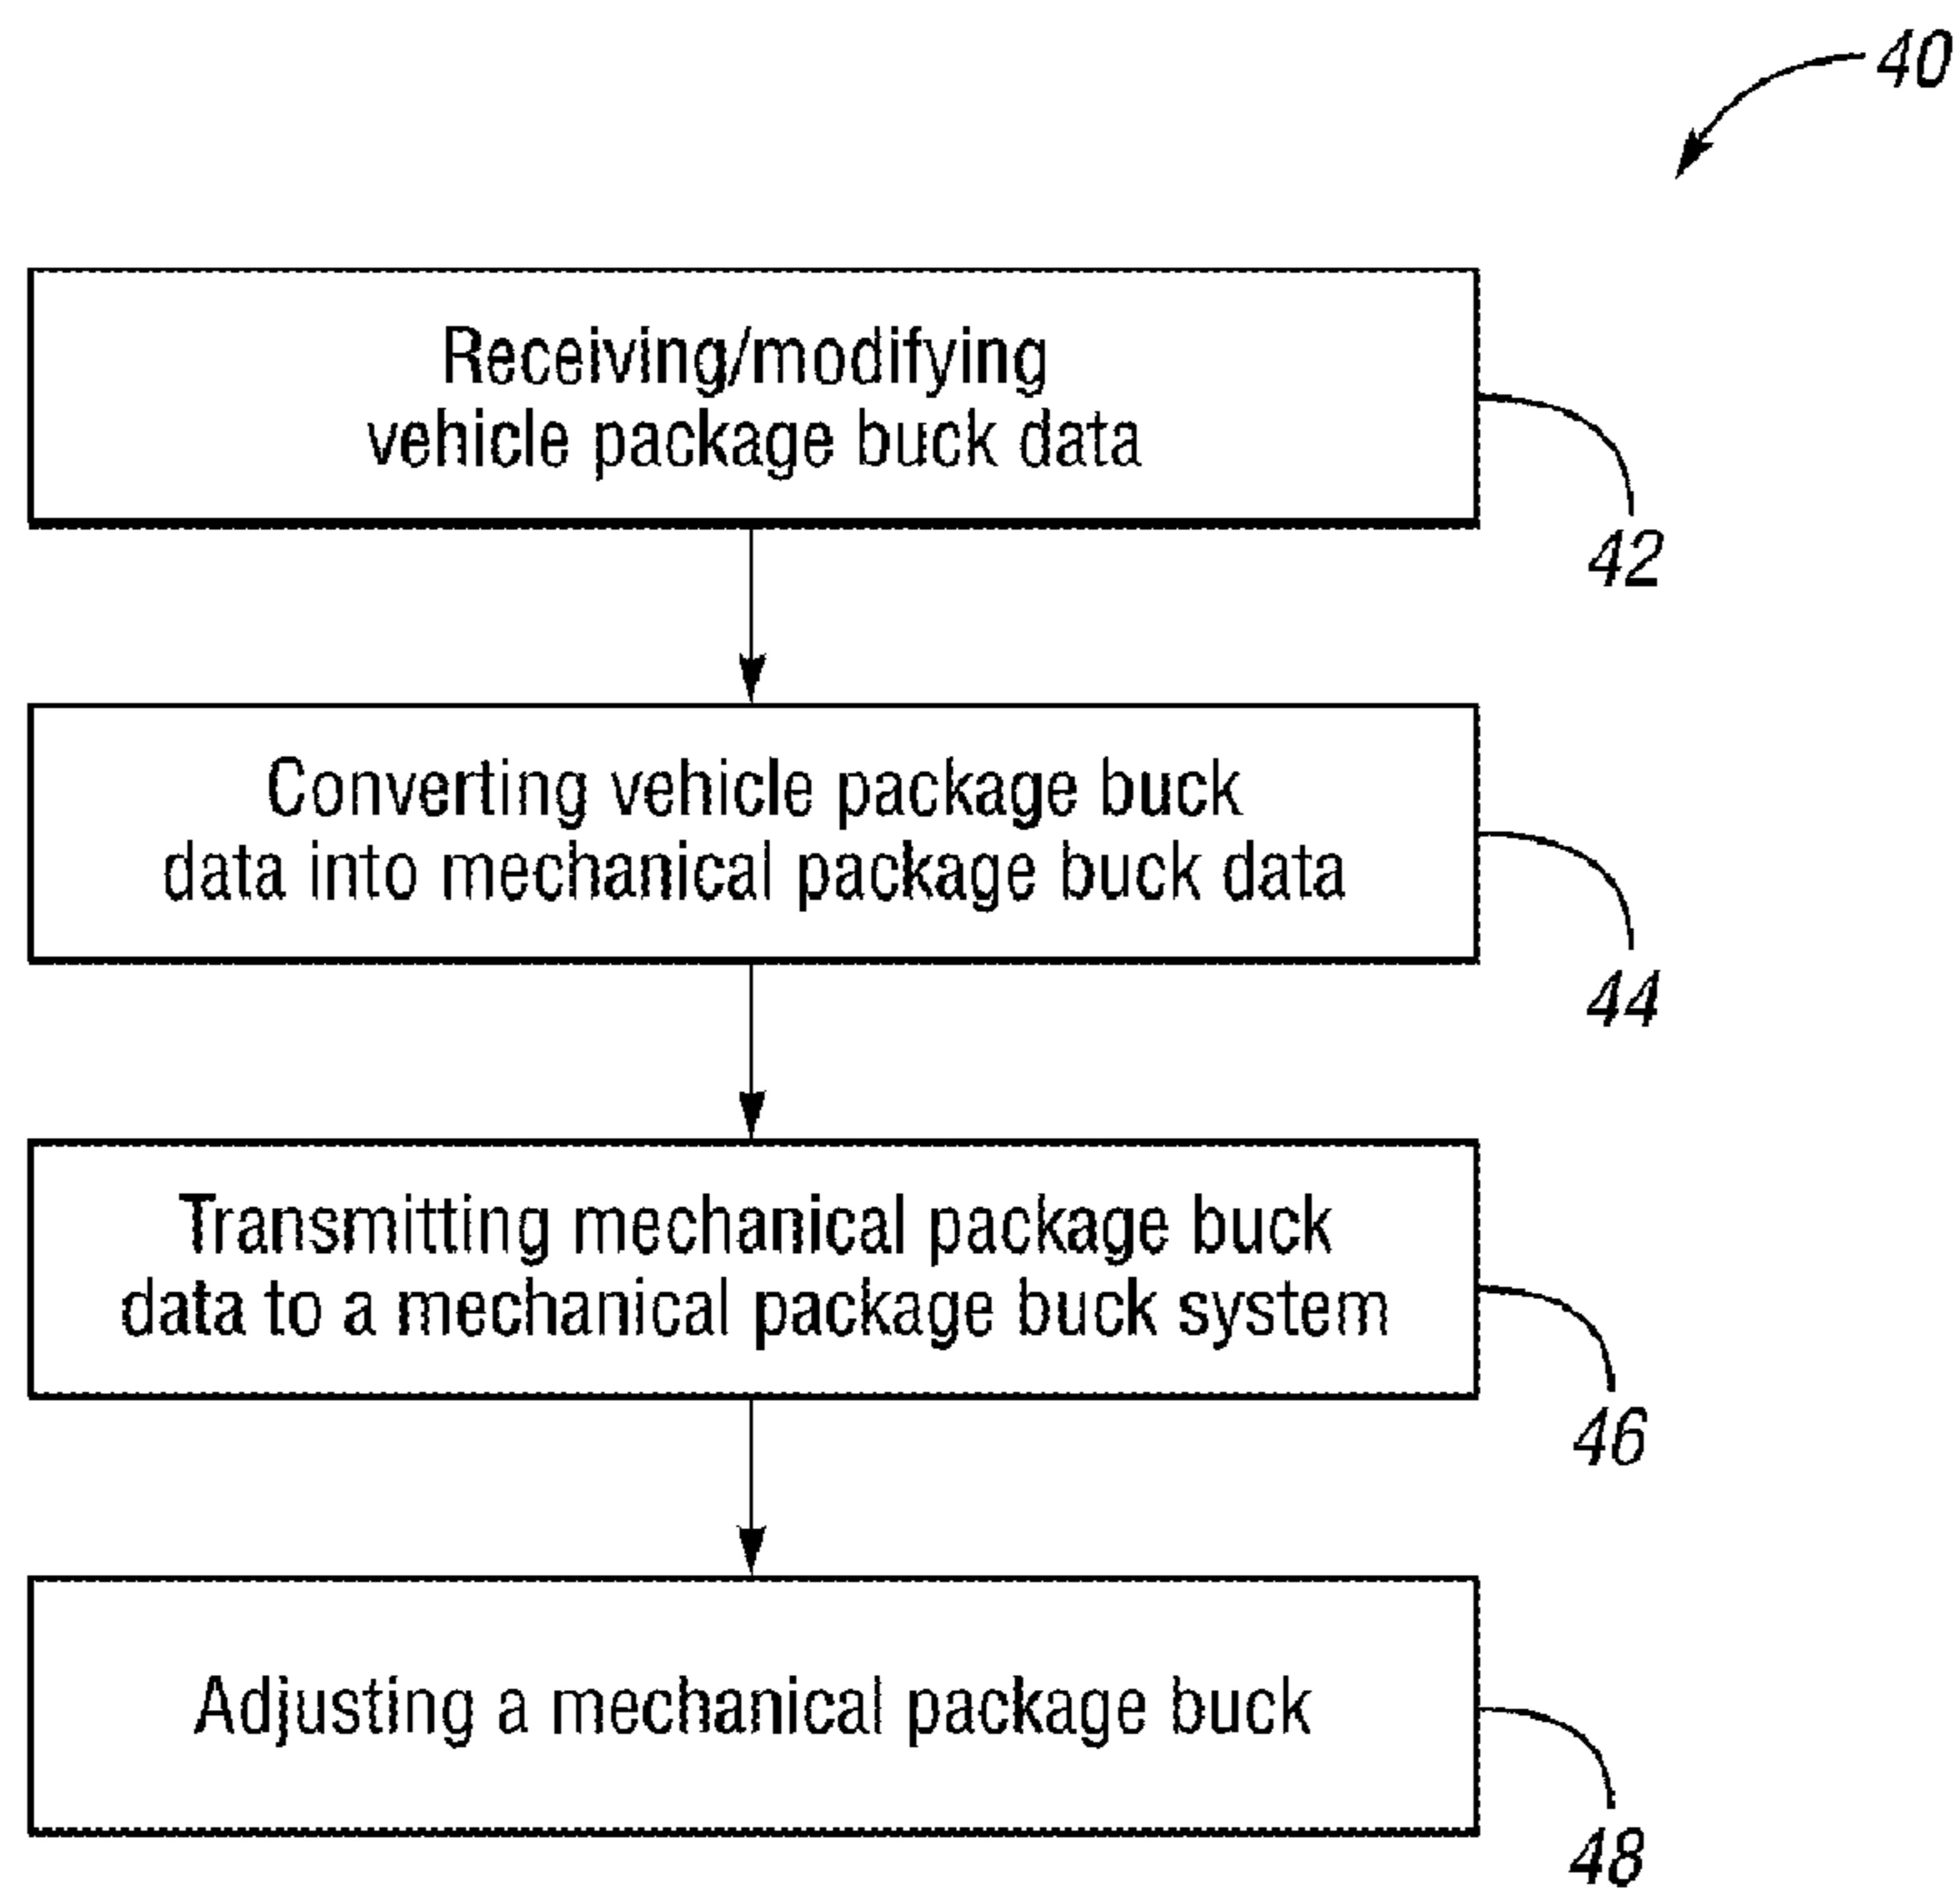 40
Receiving/modifying
vehicle package buck data
42
Converting vehicle package buck
data into mechanical package buck data
44
Transmitting mechanical package buck
data to a mechanical package buck system
46
Adjusting a mechanical package buck
48